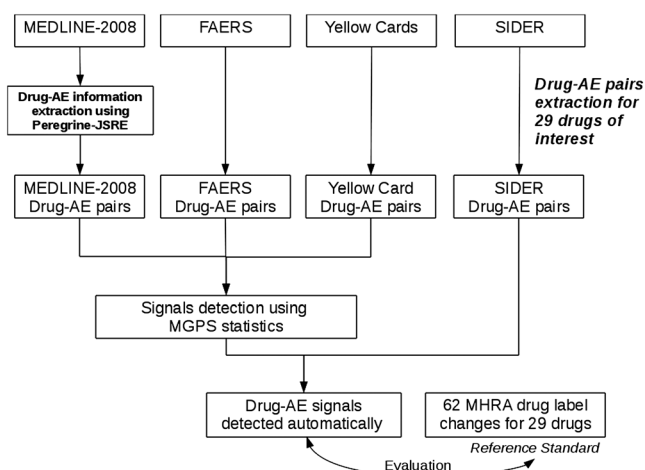 MEDLINE-2008
FAERS
Yellow Cards
SIDER
Drug-AE information
extraction using
Peregrine-JSRE
Drug-AE pairs
extraction for
29 drugs of
interest
MEDLINE-2008
Drug-AE pairs
FAERS
Drug-AE pairs
Yellow Card
Drug-AE pairs
SIDER
Drug-AE pairs
Signals detection using
MGPS statistics
Drug-AE signals
detected automatically
62 MHRA drug label
changes for 29 drugs
Reference Standard
Evaluation